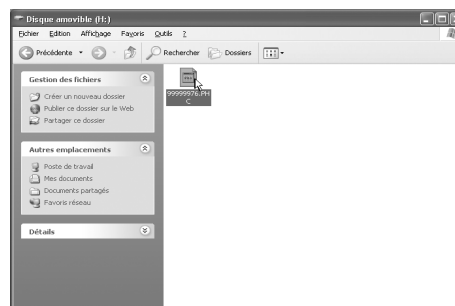 Disque amovible (H:)
Fichier Edition Affichage Favoris Outils ?
Précédente Rechercher Dossiers
Gestion des fichiers
Créer un nouveau dossier
Publier ce dossier sur le Web
Partager ce dossier
99999976.PH
C
Autres emplacements
Poste de travail
Mes documents
Documents partagés
Favoris réseau
Détails